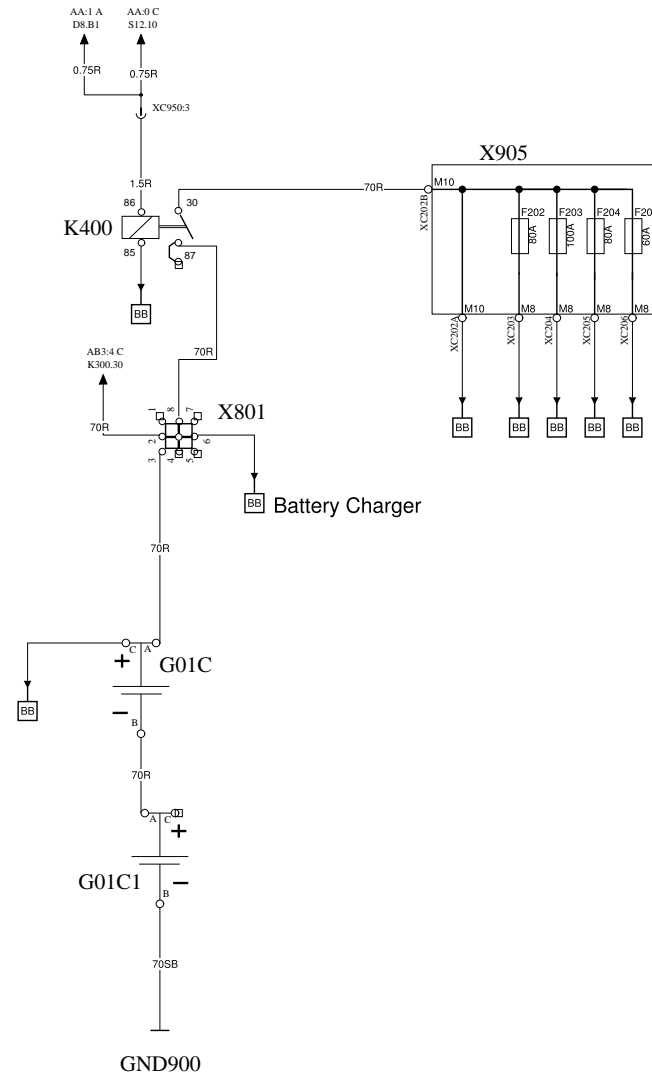 AA:1 A
D8.B1
AA:0 C
S12.10
0.75R
0.75R
XC950:3
1.5R
86
30
K400
85
87
BB
X905
70R
M10
XC202B
F202
80A
F203
100A
F204
80A
F20
60A
M10
M8
M8
M8
M8
XC202A
XC203
XC204
XC205
XC206
BB
BB
BB
BB
BB
70R
AB3:4 C
K300.30
X801
70R
1
8
7
2
6
3
4
5
BB
Battery Charger
70R
C
A
+
G01C
BB
−
B
70R
A
C
+
G01C1
−
B
70SB
GND900